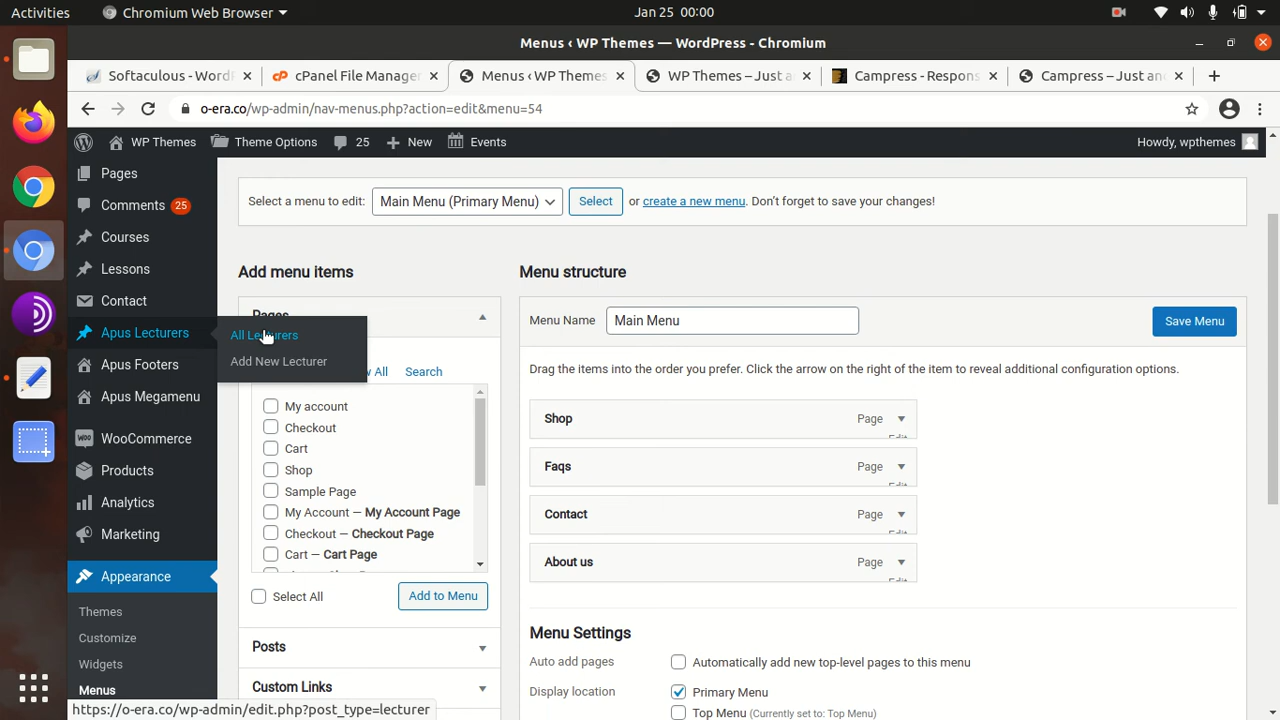 Activities Chromium Web Browser Jan 25 00:00
Menus ‹ WP Themes — WordPress - Chromium
Softaculous - WordP cPanel File Manager Menus ‹ WP Themes WP Themes – Just a Campress - Respons Campress – Just an
o-era.co/wp-admin/nav-menus.php?action=edit&menu=54
WP Themes Theme Options 25 New Events Howdy, wpthemes
Pages
Comments 25
Courses
Lessons
Contact
Apus Lecturers
All Lecturers
Add New Lecturer
Apus Footers
Apus Megamenu
WooCommerce
Products
Analytics
Marketing
Appearance
Themes
Customize
Widgets
Menus
Select a menu to edit: Main Menu (Primary Menu) Select or create a new menu. Don’t forget to save your changes!
Add menu items
Pages
All Search
My account
Checkout
Cart
Shop
Sample Page
My Account — My Account Page
Checkout — Checkout Page
Cart — Cart Page
Select All Add to Menu
Posts
Custom Links
Menu structure
Menu Name Main Menu Save Menu
Drag the items into the order you prefer. Click the arrow on the right of the item to reveal additional configuration options.
Shop Page
Edit
Faqs Page
Edit
Contact Page
Edit
About us Page
Edit
Menu Settings
Auto add pages Automatically add new top-level pages to this menu
Display location Primary Menu
Top Menu (Currently set to: Top Menu)
https://o-era.co/wp-admin/edit.php?post_type=lecturer